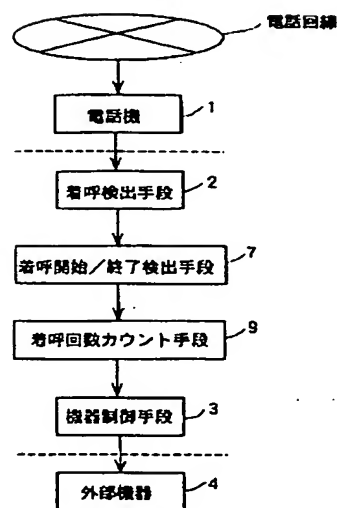 電話回線
電話機
1
着呼検出手段
2
着呼開始/終了検出手段
7
着呼回数カウント手段
9
機器制御手段
3
外部機器
4